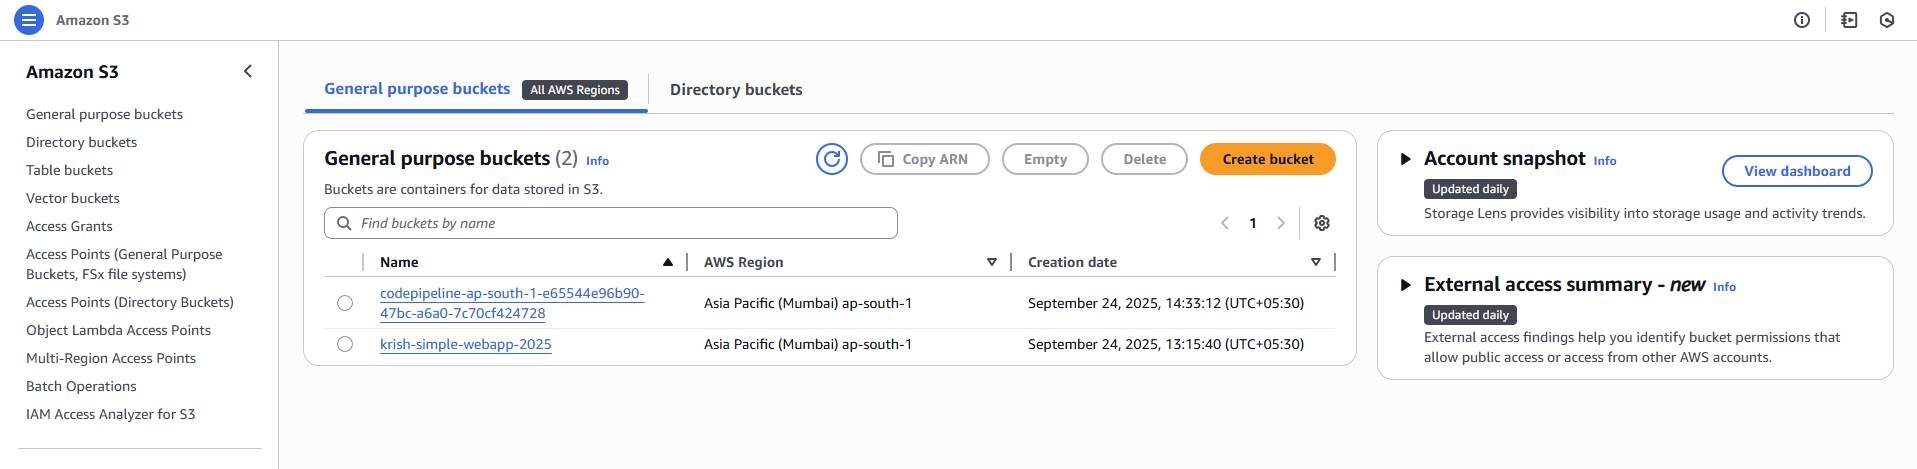 Amazon S3
Amazon S3
General purpose buckets
Directory buckets
Table buckets
Vector buckets
Access Grants
Access Points (General Purpose
Buckets, FSx file systems)
Access Points (Directory Buckets)
Object Lambda Access Points
Multi-Region Access Points
Batch Operations
IAM Access Analyzer for S3
General purpose buckets All AWS Regions Directory buckets
General purpose buckets (2) Info Copy ARN Empty Delete Create bucket
Buckets are containers for data stored in S3.
Find buckets by name 1
Name AWS Region Creation date
codepipeline-ap-south-1-e65544e96b90-
47bc-a6a0-7c70cf424728 Asia Pacific (Mumbai) ap-south-1 September 24, 2025, 14:33:12 (UTC+05:30)
krish-simple-webapp-2025 Asia Pacific (Mumbai) ap-south-1 September 24, 2025, 13:15:40 (UTC+05:30)
Account snapshot Info View dashboard
Updated daily
Storage Lens provides visibility into storage usage and activity trends.
External access summary - new Info
Updated daily
External access findings help you identify bucket permissions that
allow public access or access from other AWS accounts.